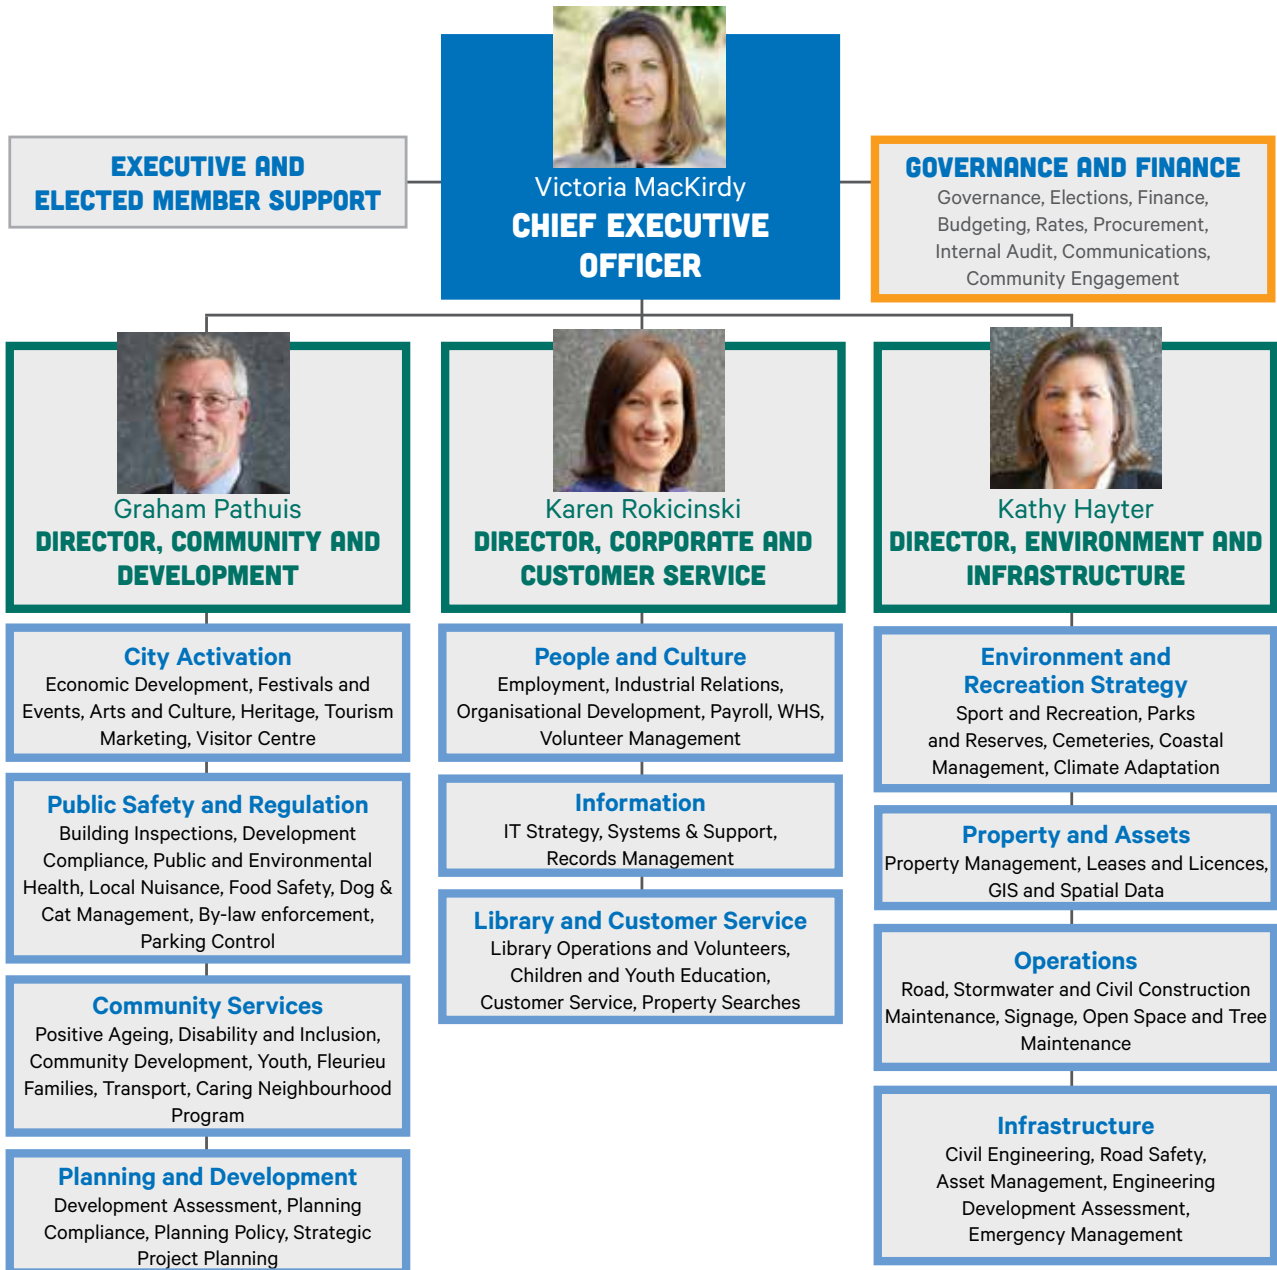 Victoria MacKirdy
CHIEF EXECUTIVE
OFFICER
EXECUTIVE AND
ELECTED MEMBER SUPPORT
GOVERNANCE AND FINANCE
Governance, Elections, Finance,
Budgeting, Rates, Procurement,
Internal Audit, Communications,
Community Engagement
Graham Pathuis
DIRECTOR, COMMUNITY AND
DEVELOPMENT
City Activation
Economic Development, Festivals and
Events, Arts and Culture, Heritage, Tourism
Marketing, Visitor Centre
Public Safety and Regulation
Building Inspections, Development
Compliance, Public and Environmental
Health, Local Nuisance, Food Safety, Dog &
Cat Management, By-law enforcement,
Parking Control
Community Services
Positive Ageing, Disability and Inclusion,
Community Development, Youth, Fleurieu
Families, Transport, Caring Neighbourhood
Program
Planning and Development
Development Assessment, Planning
Compliance, Planning Policy, Strategic
Project Planning
Karen Rokicinski
DIRECTOR, CORPORATE AND
CUSTOMER SERVICE
People and Culture
Employment, Industrial Relations,
Organisational Development, Payroll, WHS,
Volunteer Management
Information
IT Strategy, Systems & Support,
Records Management
Library and Customer Service
Library Operations and Volunteers,
Children and Youth Education,
Customer Service, Property Searches
Kathy Hayter
DIRECTOR, ENVIRONMENT AND
INFRASTRUCTURE
Environment and
Recreation Strategy
Sport and Recreation, Parks
and Reserves, Cemeteries, Coastal
Management, Climate Adaptation
Property and Assets
Property Management, Leases and Licences,
GIS and Spatial Data
Operations
Road, Stormwater and Civil Construction
Maintenance, Signage, Open Space and Tree
Maintenance
Infrastructure
Civil Engineering, Road Safety,
Asset Management, Engineering
Development Assessment,
Emergency Management